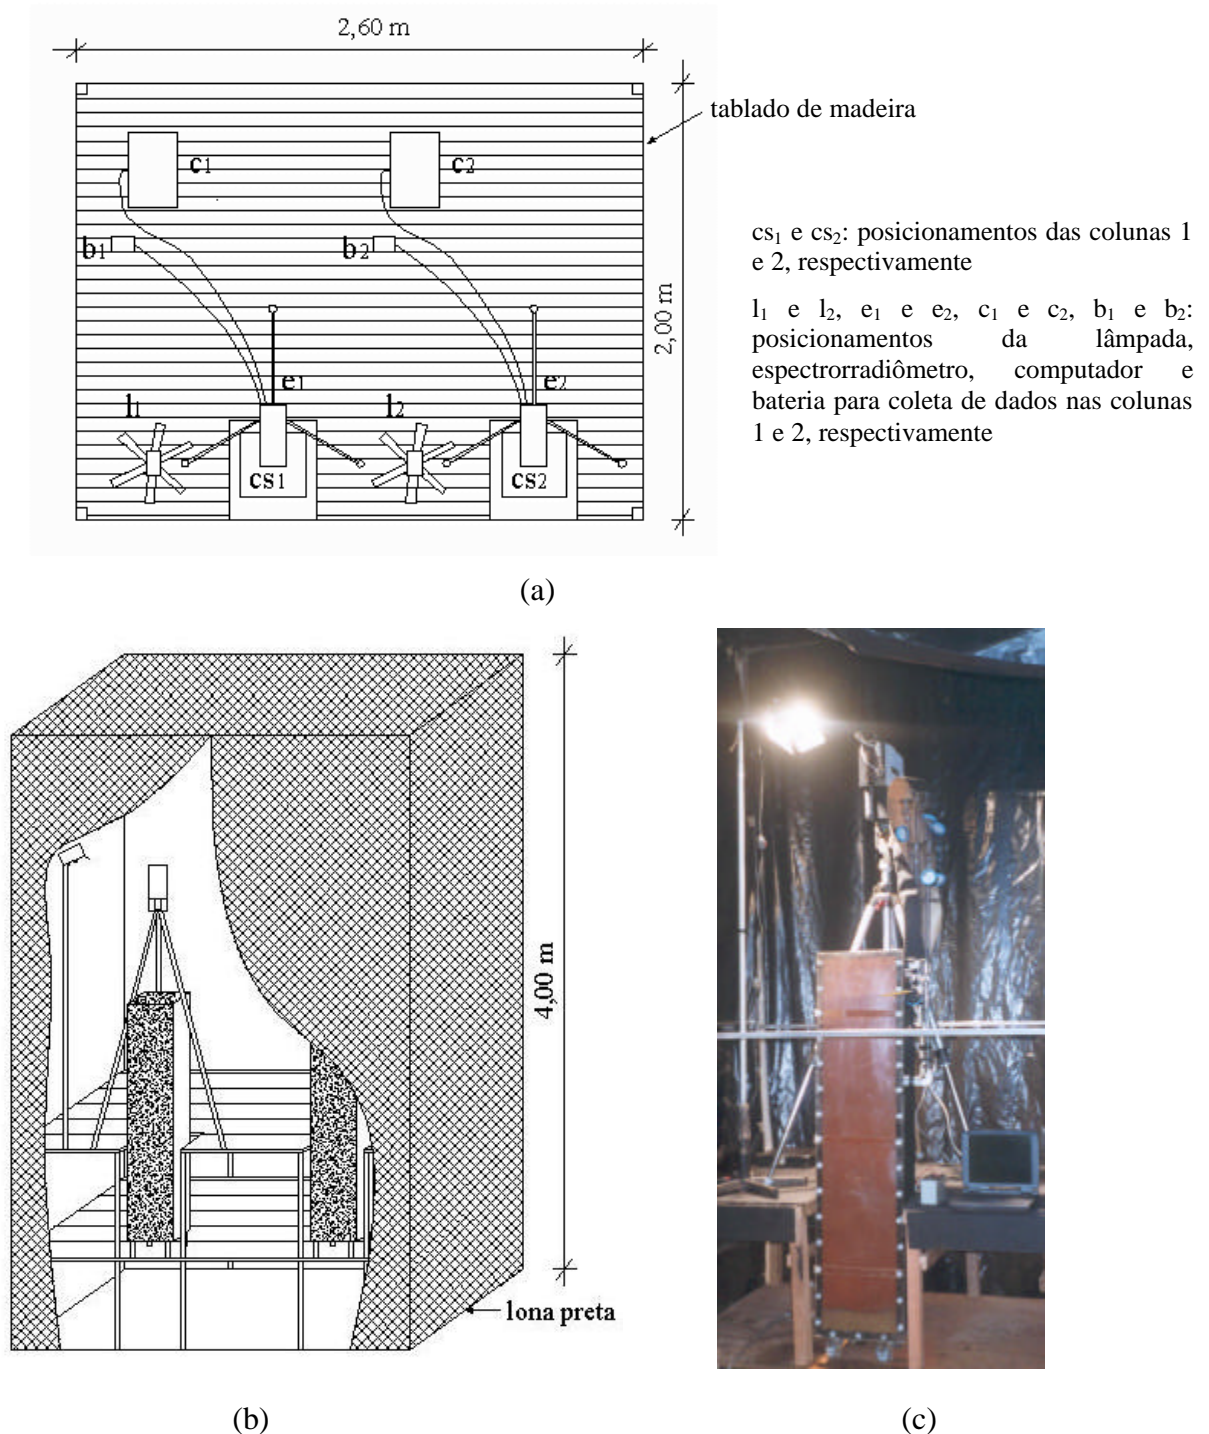 2,60 m
tablado de madeira
c1
c2
b1
b2
2,00 m
e1
e2
l1
l2
cs1
cs2
cs1 e cs2: posicionamentos das colunas 1
e 2, respectivamente
l1 e l2, e1 e e2, c1 e c2, b1 e b2:
posicionamentos da lâmpada,
espectrorradiômetro, computador e
bateria para coleta de dados nas colunas
1 e 2, respectivamente
(a)
4,00 m
lona preta
(b)
(c)